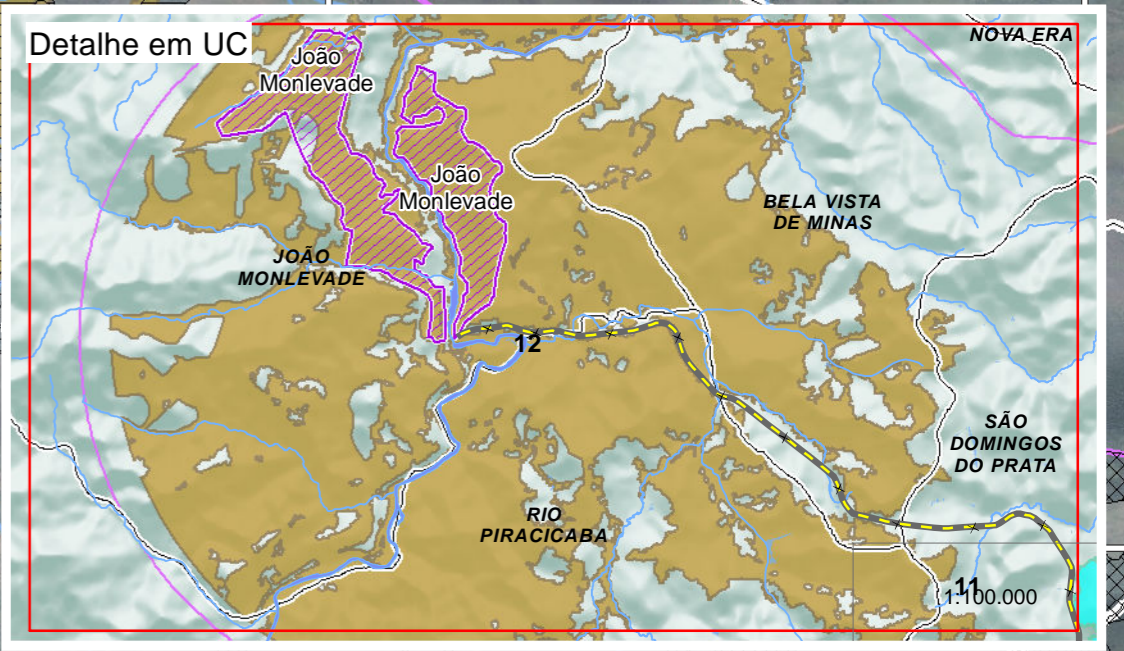 Detalhe em UC
NOVA ERA
João
Monlevade
João
Monlevade
BELA VISTA
DE MINAS
JOÃO
MONLEVADE
12
SÃO
DOMINGOS
DO PRATA
RIO
PIRACICABA
11
1:100.000